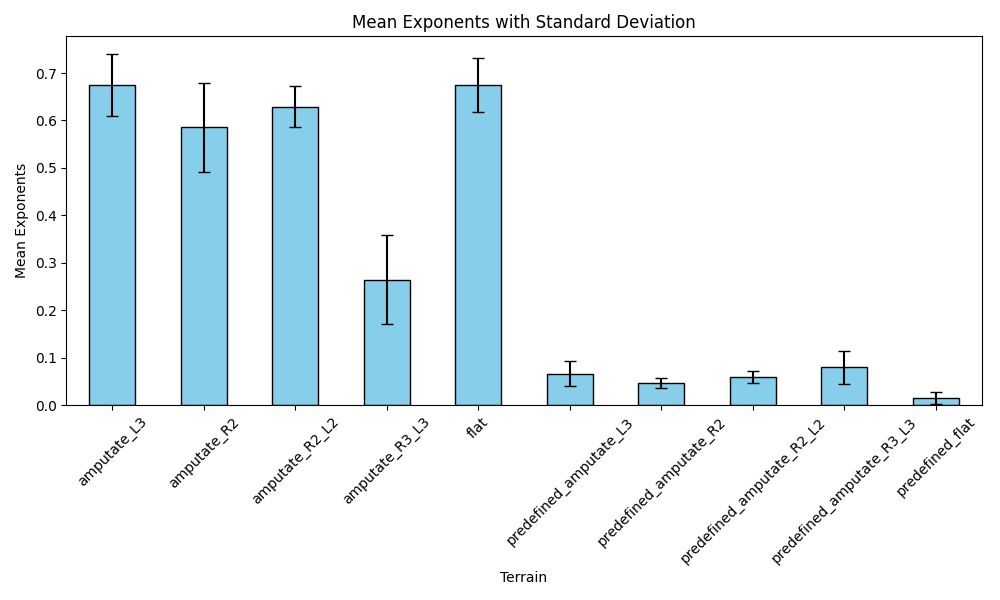 Mean Exponents with Standard Deviation
Mean Exponents
0.7
0.6
0.5
0.4
0.3
0.2
0.1
0.0
amputate_L3
amputate_R2
amputate_R2_L2
amputate_R3_L3
flat
predefined_amputate_L3
predefined_amputate_R2
predefined_amputate_R2_L2
predefined_amputate_R3_L3
predefined_flat
Terrain